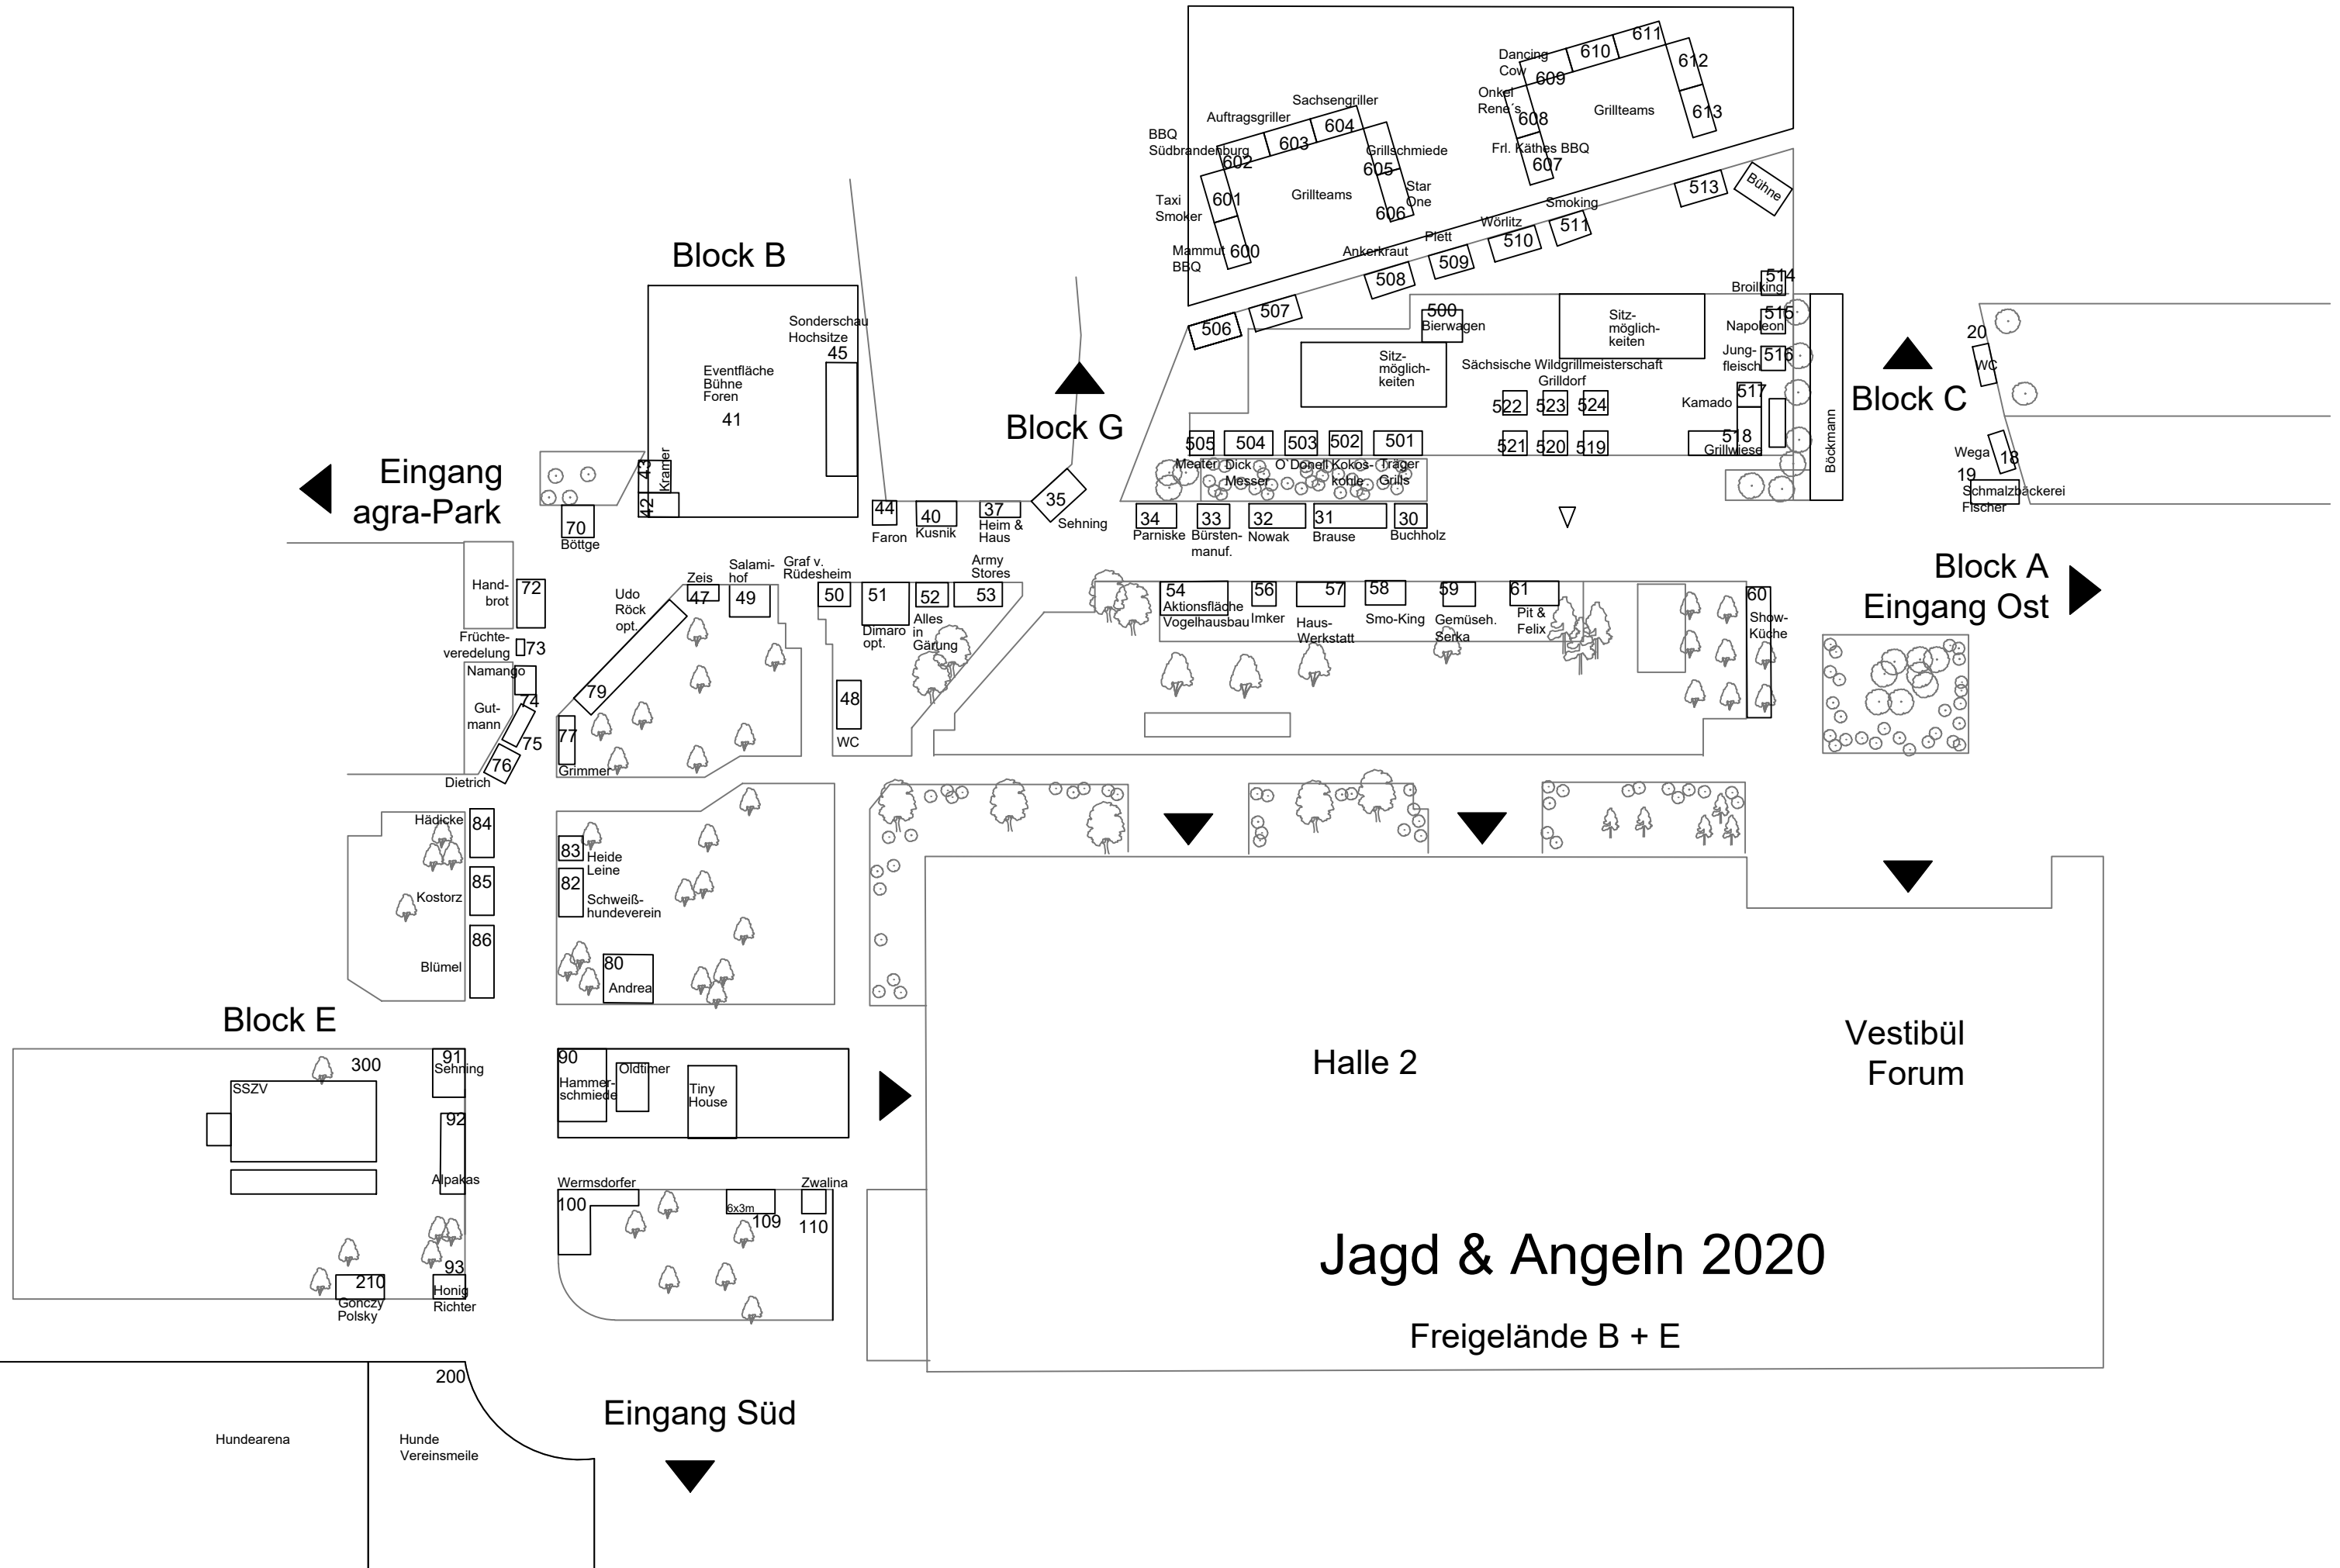 611
610
612
Dancing
Cow
609
Onkel
René´s
608
Grillteams
613
Frl. Käthes BBQ
607
Sachsengriller
Auftragsgriller
604
603
BBQ
Südbrandenburg
602
Grillschmiede
605
Taxi
Smoker
601
Grillteams
Star
One
606
Mammut
BBQ
600
513
Bühne
Smoking
511
Wörlitz
510
Plett
509
Ankerkraut
508
507
506
Block B
Sonderschau
Hochsitze
45
Eventfläche
Bühne
Foren
41
43
42
Kramer
Block G
500
Bierwagen
Sitz-
möglich-
keiten
Sitz-
möglich-
keiten
Sächsische Wildgrillmeisterschaft
Grilldorf
522
523
524
521
520
519
514
Broilking
515
Napoleon
Jung-
fleisch
516
517
Kamado
518
Grillwiese
Böckmann
Block C
20
WC
Wega
18
19
Schmalzbäckerei
Fischer
505
504
503
502
501
Meater
Dick
Messer
O´Donell
Kokos-
kohle
Träger
Grills
Eingang
agra-Park
70
Böttge
44
Faron
40
Kusnik
37
Heim &
Haus
35
Sehning
34
Parniske
33
Bürsten-
manuf.
32
Nowak
31
Brause
30
Buchholz
Block A
Eingang Ost
Hand-
brot
72
Früchte-
veredelung
73
Namango
74
Gut-
mann
75
76
Dietrich
Udo
Röck
opt.
79
77
Grimmer
Zeis
47
Salami-
hof
49
Graf v.
Rüdesheim
50
51
Dimaro
opt.
52
Alles
in
Gärung
Army
Stores
53
48
WC
54
Aktionsfläche
Vogelhausbau
56
Imker
57
Haus-
Werkstatt
58
Smo-King
59
Gemüseh.
Serka
61
Pit &
Felix
60
Show-
Küche
Hädicke
84
85
Kostorz
86
Blümel
83
Heide
Leine
82
Schweiß-
hundeverein
80
Andrea
Block E
300
SSZV
91
Sehning
92
Alpakas
93
Honig
Richter
210
Gonczy
Polsky
90
Hammer-
schmiede
Oldtimer
Tiny
House
Wermsdorfer
100
6x3m
109
Zwalina
110
Halle 2
Vestibül
Forum
Jagd & Angeln 2020
Freigelände B + E
200
Hundearena
Hunde
Vereinsmeile
Eingang Süd